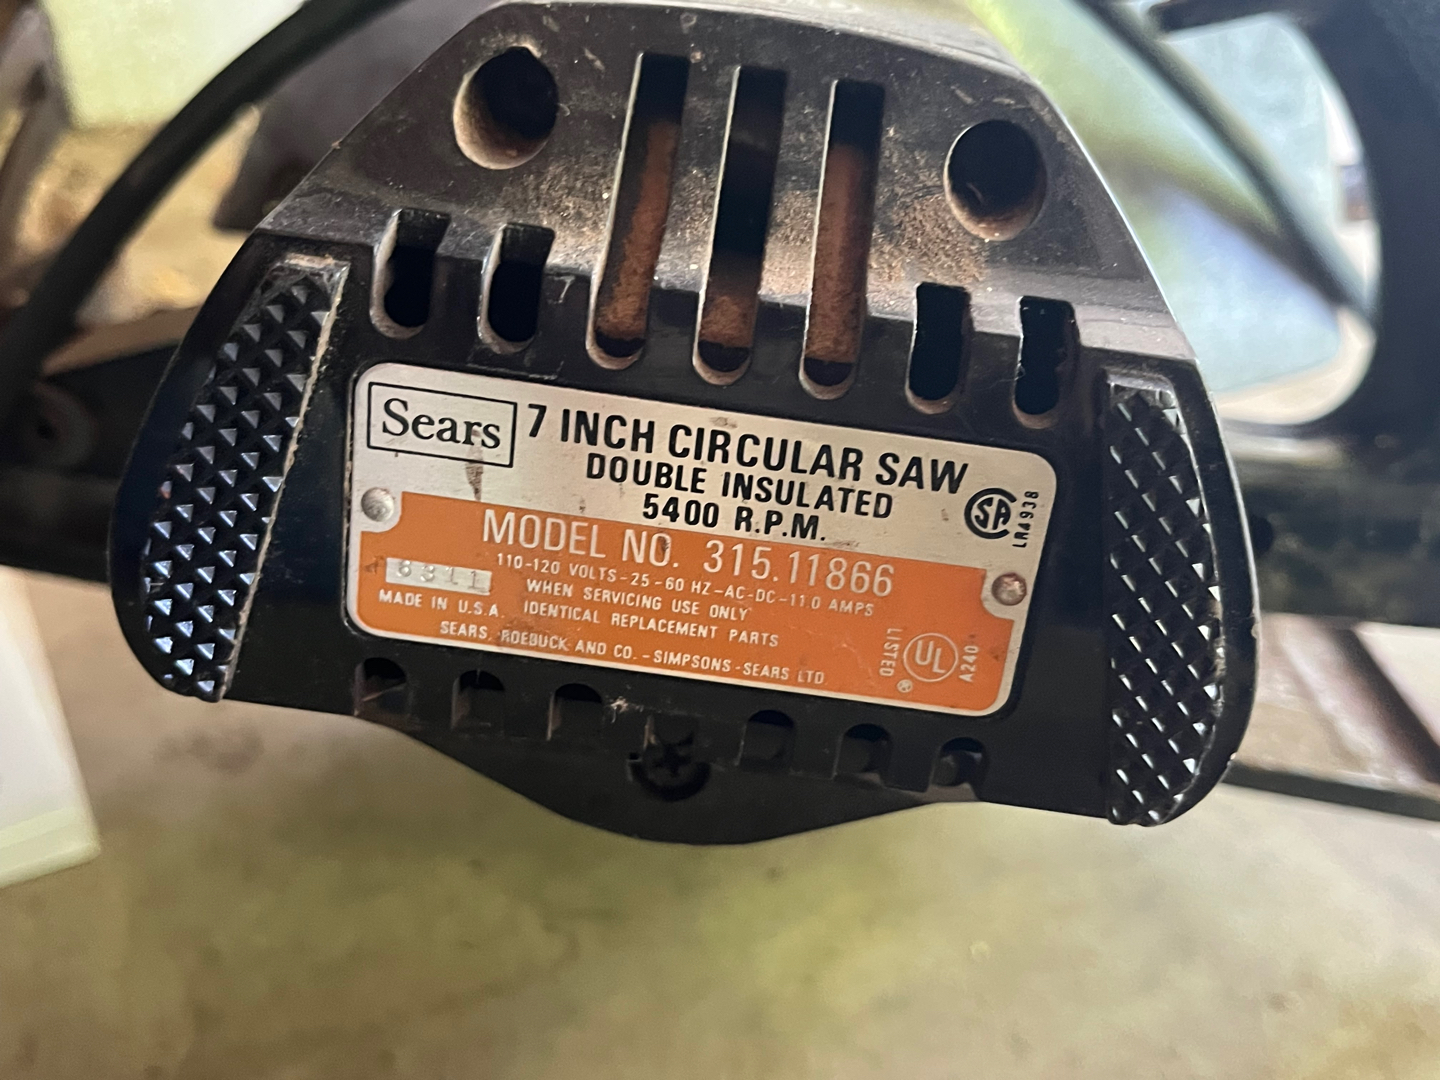 Sears
7 INCH CIRCULAR SAW
DOUBLE INSULATED
5400 R.P.M.
SA
LR4938
MODEL NO. 315.11866
110-120 VOLTS-25-60 HZ-AC-DC-11.0 AMPS
8311
WHEN SERVICING USE ONLY
MADE IN U.S.A. IDENTICAL REPLACEMENT PARTS
SEARS, ROEBUCK AND CO.-SIMPSONS-SEARS LTD.
LISTED
UL
®
A240